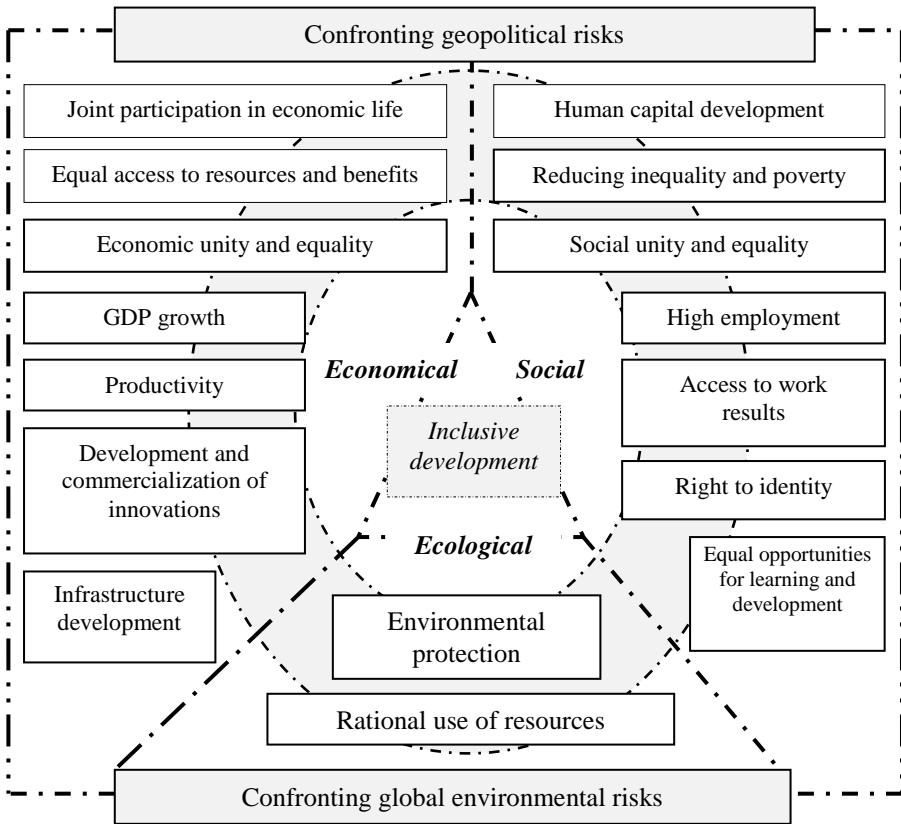 Confronting geopolitical risks
Joint participation in economic life
Human capital development
Equal access to resources and benefits
Reducing inequality and poverty
Economic unity and equality
Social unity and equality
GDP growth
High employment
Productivity
Economical
Social
Access to work
results
Development and
commercialization of
innovations
Inclusive
development
Right to identity
Ecological
Infrastructure
development
Environmental
protection
Equal opportunities
for learning and
development
Rational use of resources
Confronting global environmental risks